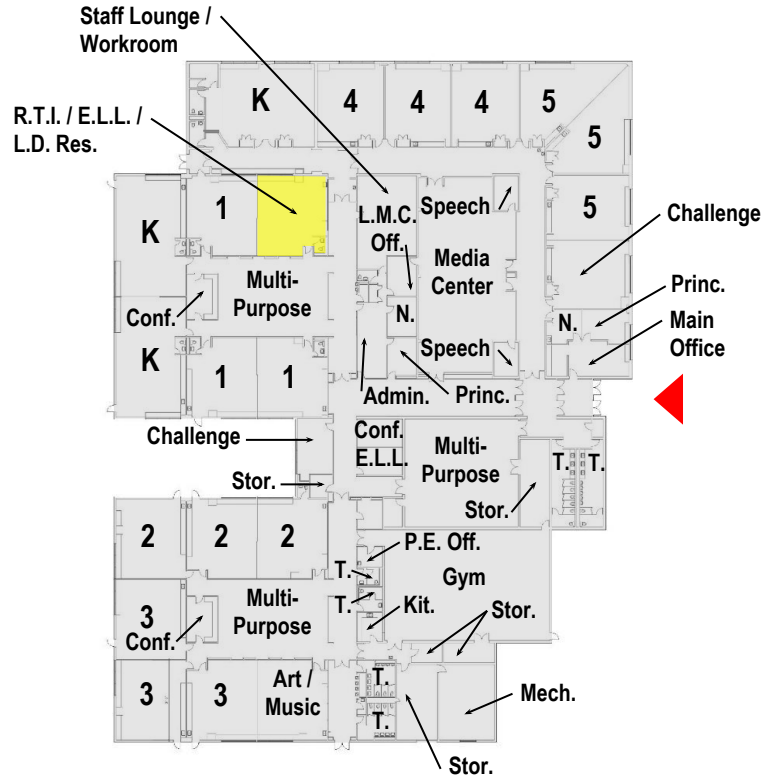 Staff Lounge /
Workroom
R.T.I. / E.L.L. /
L.D. Res.
K
4
4
4
5
5
5
K
1
L.M.C.
Off.
Speech
Media
Center
Challenge
Multi-
Purpose
Conf.
N.
N.
Princ.
Main
Office
K
1
1
Speech
Admin.
Princ.
Challenge
Stor.
Conf.
E.L.L.
Multi-
Purpose
Stor.
T.
T.
2
2
2
P.E. Off.
T.
T.
Gym
Kit.
Stor.
3
Conf.
Multi-
Purpose
3
3
Art /
Music
T.
T.
Mech.
Stor.